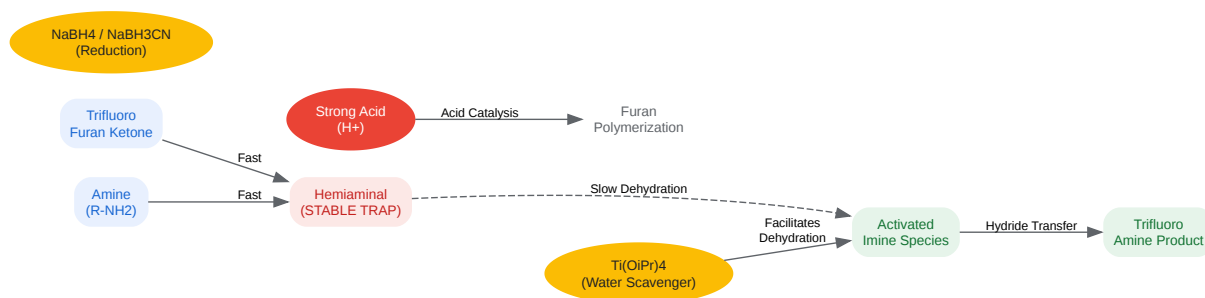 NaBH4 / NaBH3CN
(Reduction)
Trifluoro
Furan Ketone
Strong Acid
(H+)
Acid Catalysis
Furan
Polymerization
Fast
Amine
(R-NH2)
Fast
Hemiaminal
(STABLE TRAP)
Slow Dehydration
Facilitates
Dehydration
Activated
Imine Species
Hydride Transfer
Trifluoro
Amine Product
Ti(OiPr)4
(Water Scavenger)